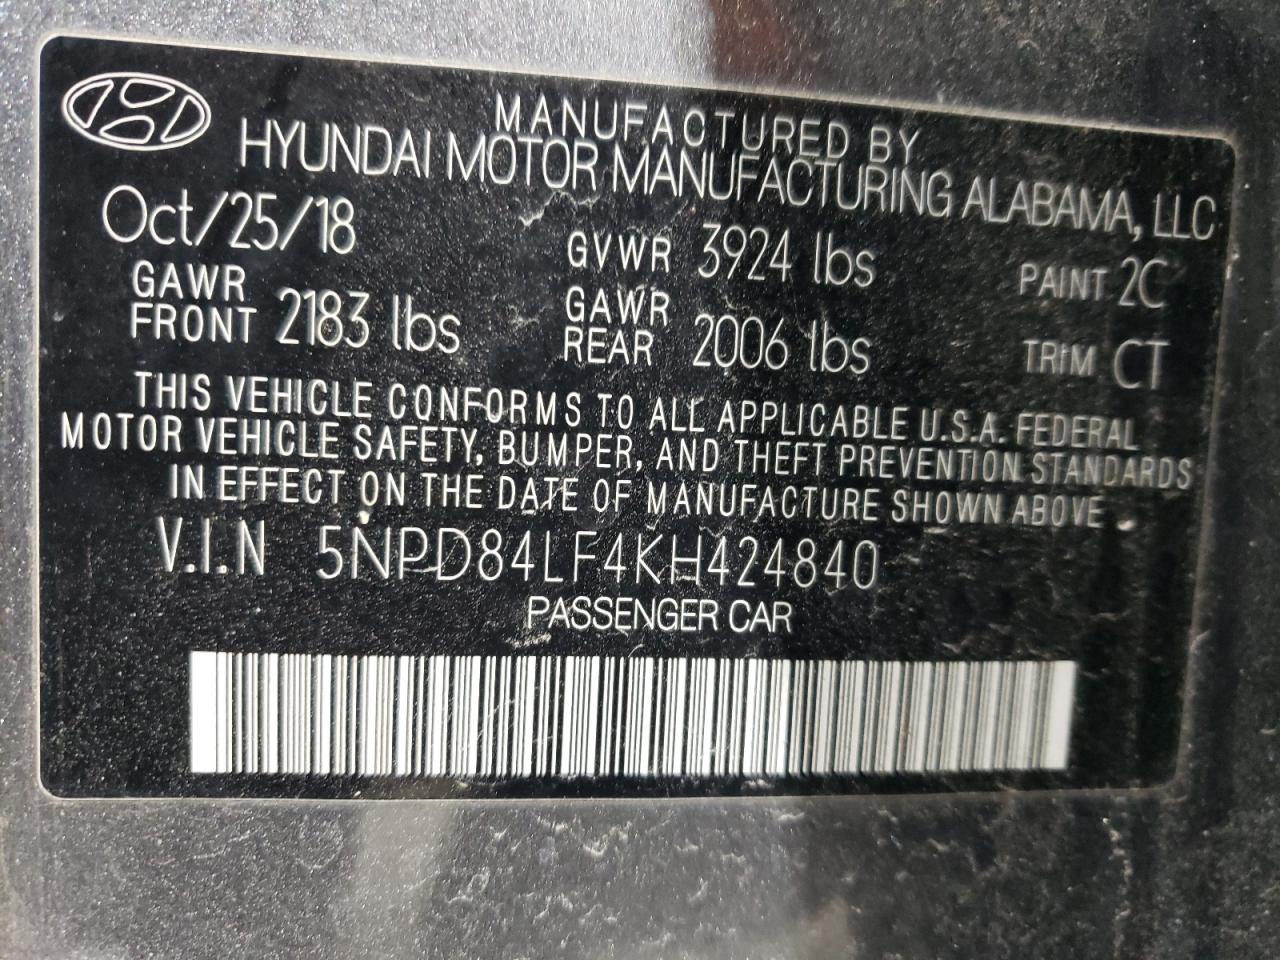 MANUFACTURED BY
HYUNDAI MOTOR MANUFACTURING ALABAMA, LLC
Oct/25/18
GVWR 3924 lbs
PAINT 2C
GAWR FRONT 2183 lbs
GAWR REAR 2006 lbs
TRIM CT
THIS VEHICLE CONFORMS TO ALL APPLICABLE U.S.A. FEDERAL
MOTOR VEHICLE SAFETY, BUMPER, AND THEFT PREVENTION STANDARDS
IN EFFECT ON THE DATE OF MANUFACTURE SHOWN ABOVE
V.I.N 5NPD84LF4KH424840
PASSENGER CAR